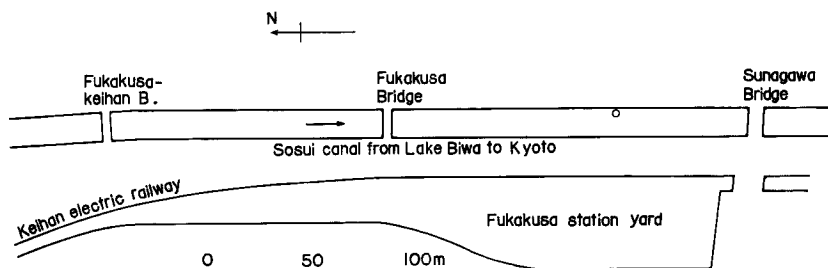 N
Fukakusa-
keihan B.
Fukakusa
Bridge
Sunagawa
Bridge
Sosui canal from Lake Biwa to Kyoto
Keihan electric railway
Fukakusa station yard
0 50 100m